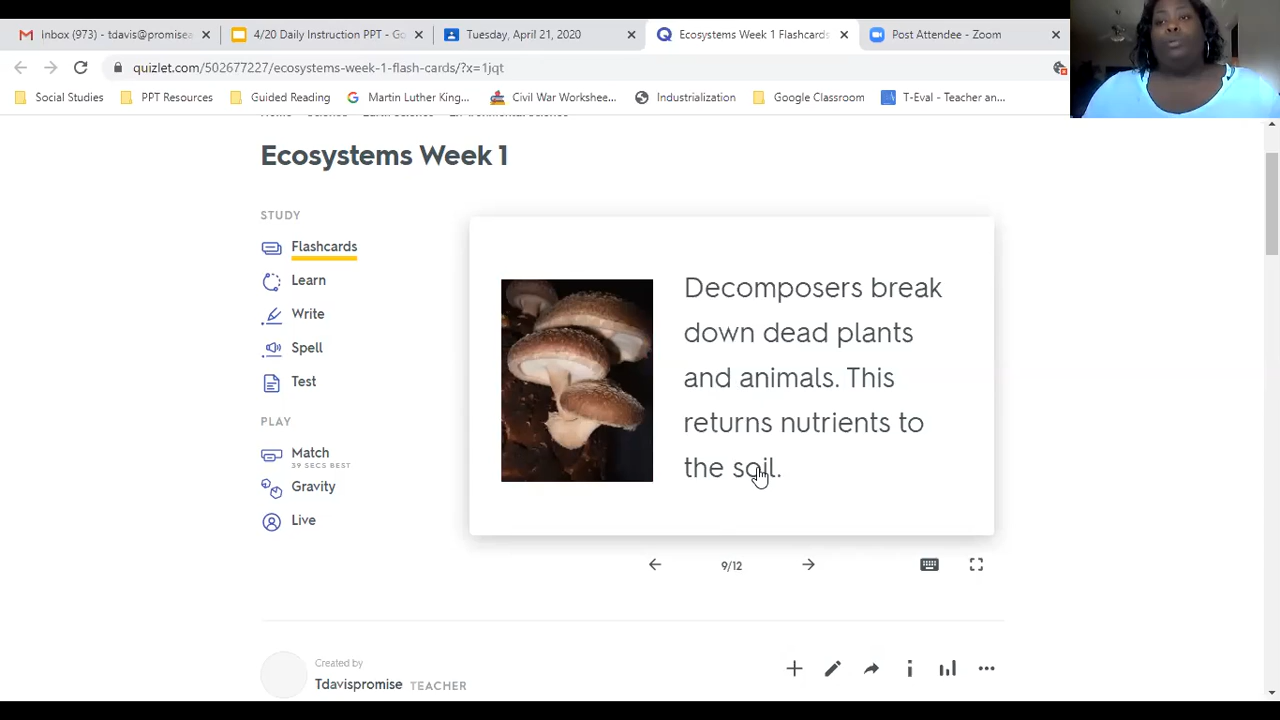 Inbox (973) - tdavis@promisea
4/20 Daily Instruction PPT - Go
Tuesday, April 21, 2020
Ecosystems Week 1 Flashcards
Post Attendee - Zoom
quizlet.com/502677227/ecosystems-week-1-flash-cards/?x=1jqt
Social Studies
PPT Resources
Guided Reading
Martin Luther King...
Civil War Workshee...
Industrialization
Google Classroom
T-Eval - Teacher an...
Ecosystems Week 1
STUDY
Flashcards
Learn
Write
Spell
Test
PLAY
Match
39 SECS BEST
Gravity
Live
Decomposers break
down dead plants
and animals. This
returns nutrients to
the soil.
9/12
Created by
Tdavispromise TEACHER